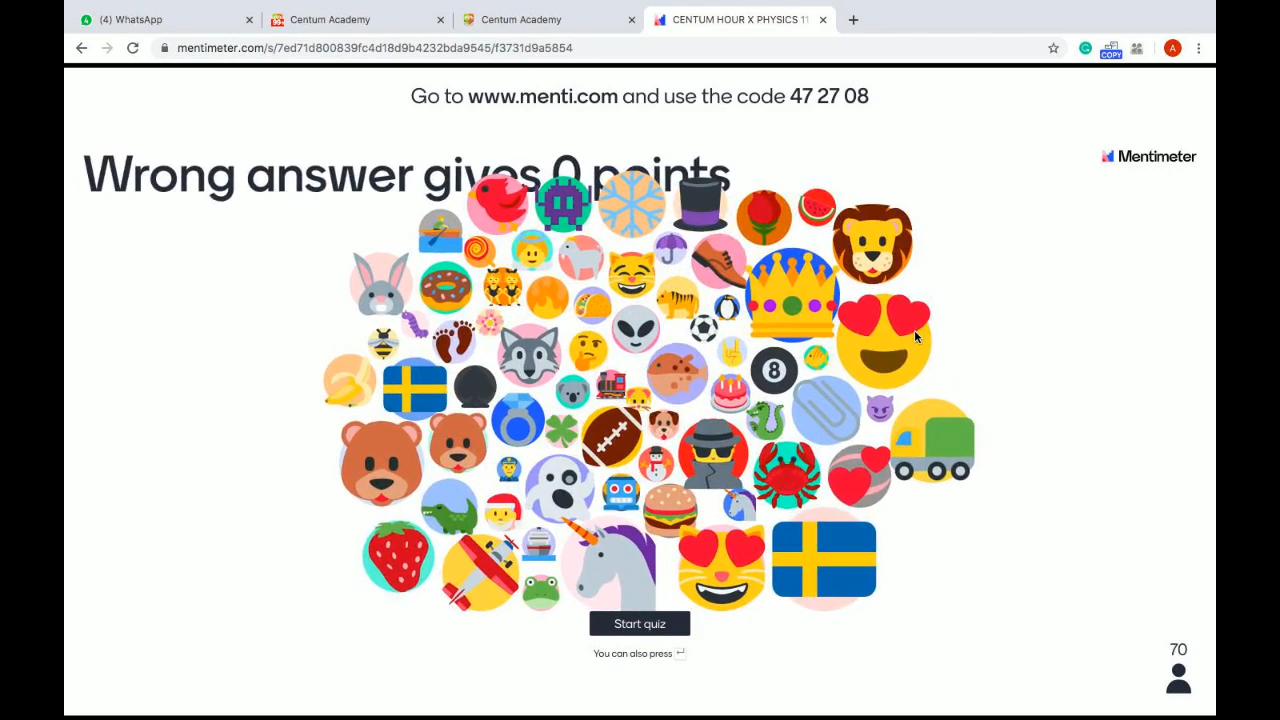 (4) WhatsApp
Centum Academy
Centum Academy
CENTUM HOUR X PHYSICS 11
mentimeter.com/s/7ed71d800839fc4d18d9b4232bda9545/f3731d9a5854
COPY
A
Go to www.menti.com and use the code 47 27 08
Wrong answer gives 0 points
Mentimeter
8
Start quiz
You can also press
70